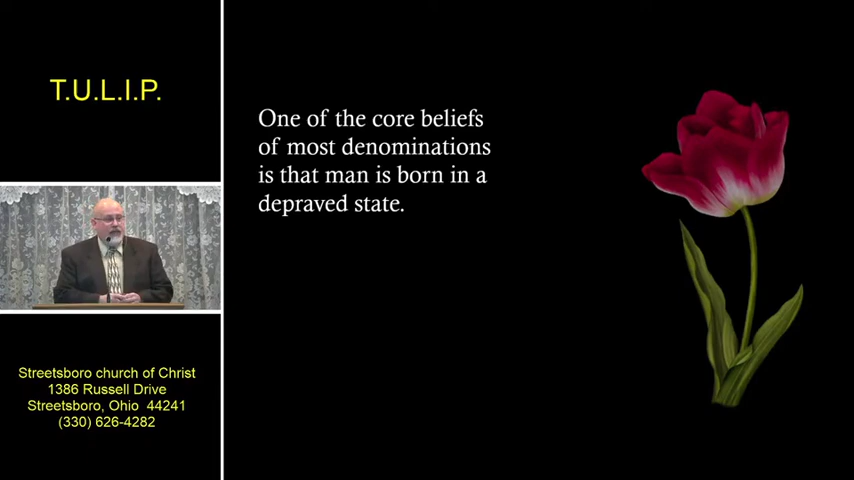 T.U.L.I.P.
One of the core beliefs
of most denominations
is that man is born in a
depraved state.
Streetsboro church of Christ
1386 Russell Drive
Streetsboro, Ohio  44241
(330) 626-4282